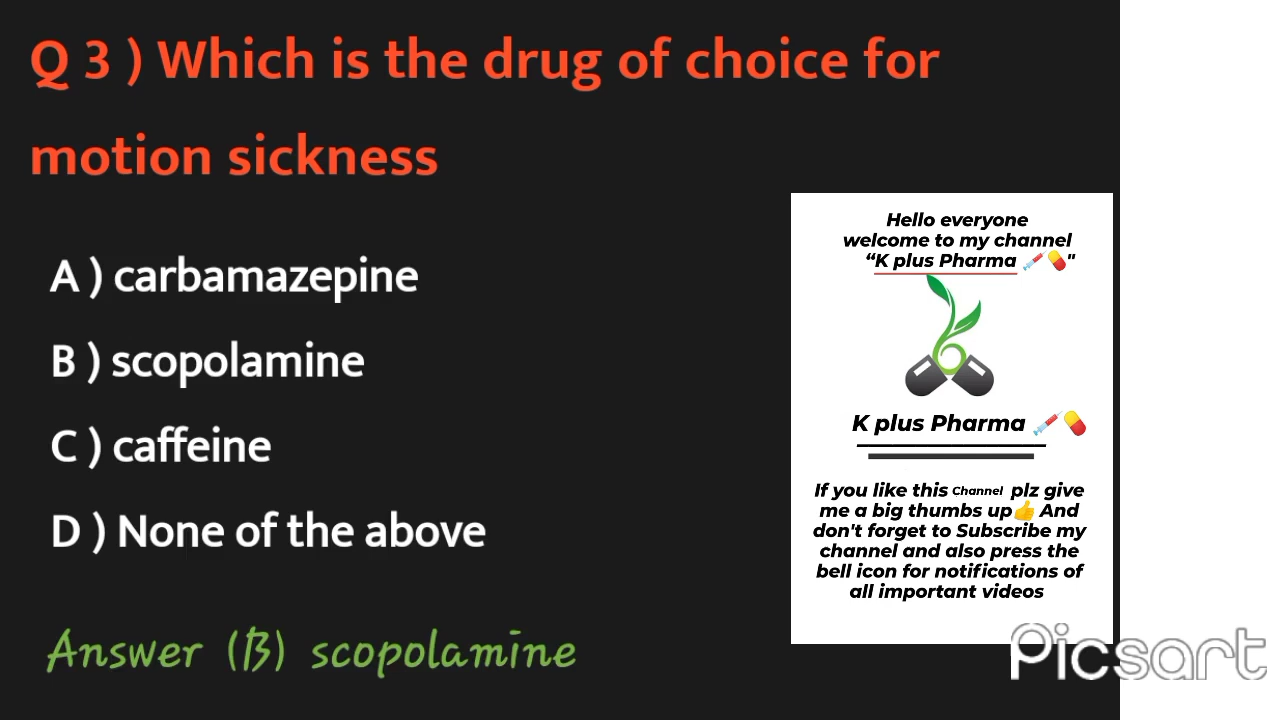 Q 3 ) Which is the drug of choice for
motion sickness
A ) carbamazepine
B ) scopolamine
C ) caffeine
D ) None of the above
Answer (B) scopolamine
Hello everyone
welcome to my channel
“K plus Pharma 💉💊"
K plus Pharma 💉💊
If you like this Channel plz give
me a big thumbs up👍 And
don't forget to Subscribe my
channel and also press the
bell icon for notifications of
all important videos
Picsart